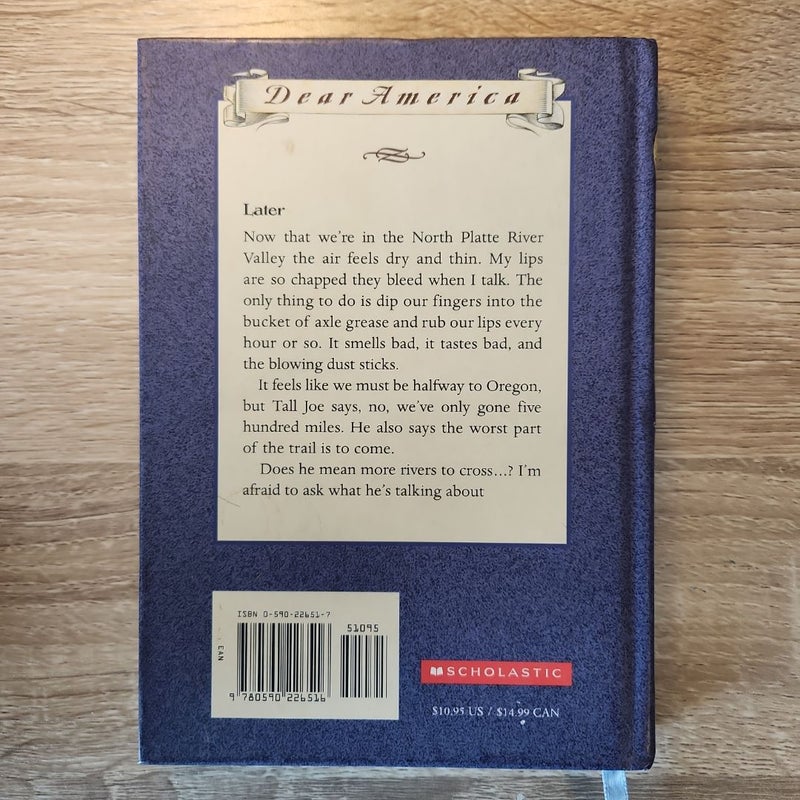 Dear America
Later
Now that we're in the North Platte River
Valley the air feels dry and thin. My lips
are so chapped they bleed when I talk. The
only thing to do is dip our fingers into the
bucket of axle grease and rub our lips every
hour or so. It smells bad, it tastes bad, and
the blowing dust sticks.
It feels like we must be halfway to Oregon,
but Tall Joe says, no, we've only gone five
hundred miles. He also says the worst part
of the trail is to come.
Does he mean more rivers to cross...? I'm
afraid to ask what he's talking about
ISBN 0-590-22651-7
51095
EAN
9 780590 226516
SCHOLASTIC
$10.95 US / $14.99 CAN